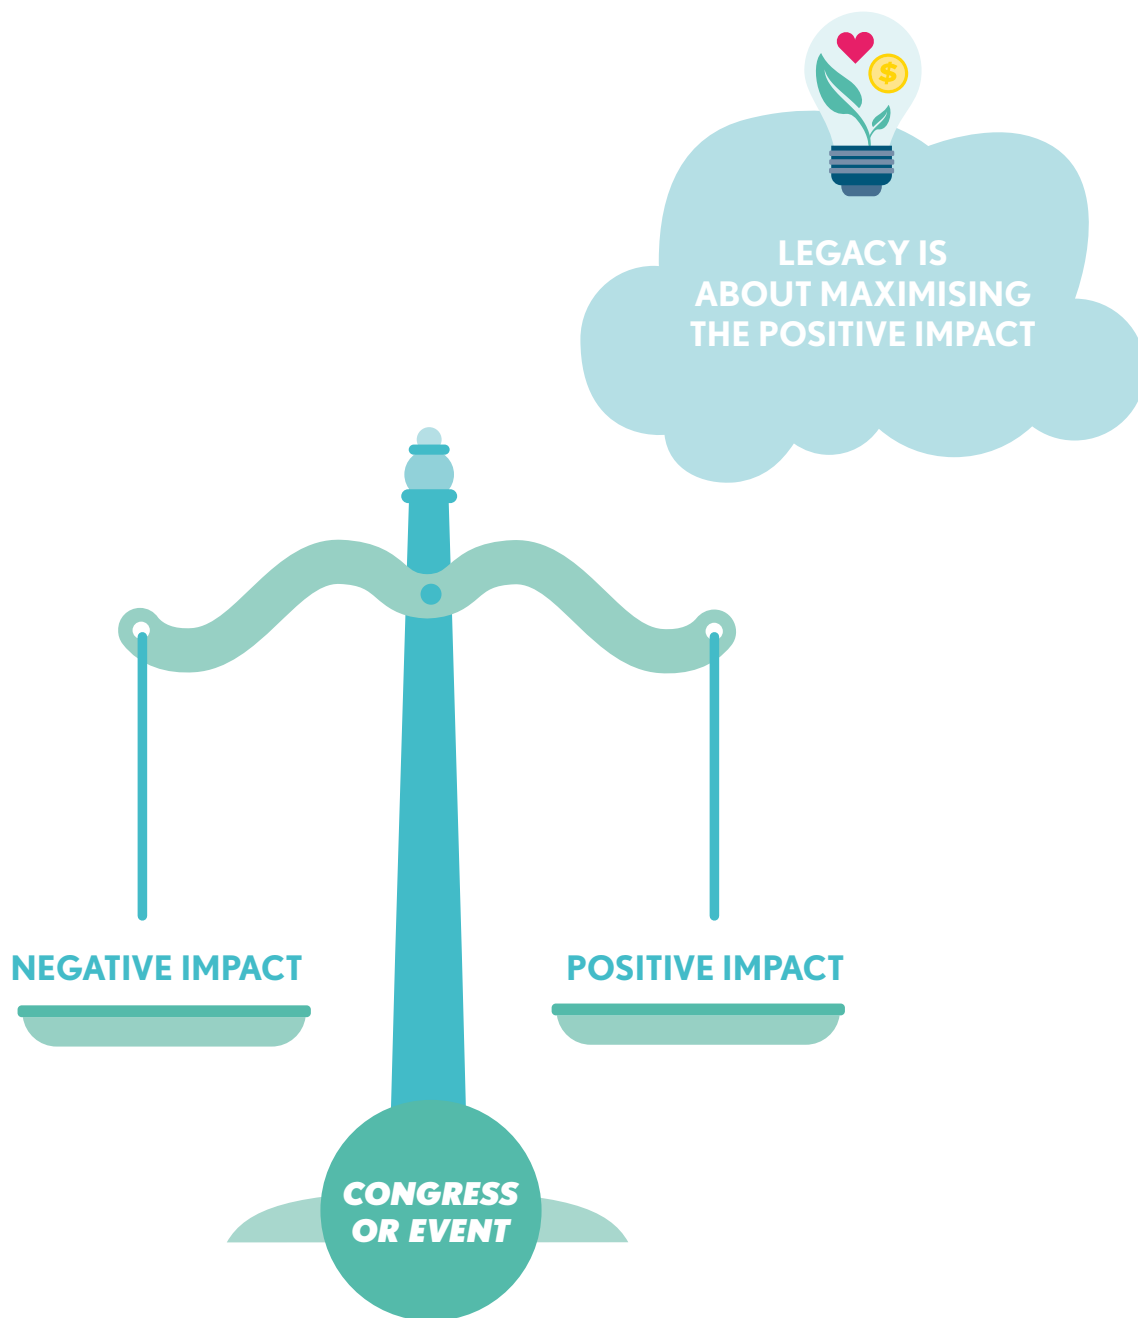 $
LEGACY IS
ABOUT MAXIMISING
THE POSITIVE IMPACT
NEGATIVE IMPACT
POSITIVE IMPACT
CONGRESS
OR EVENT